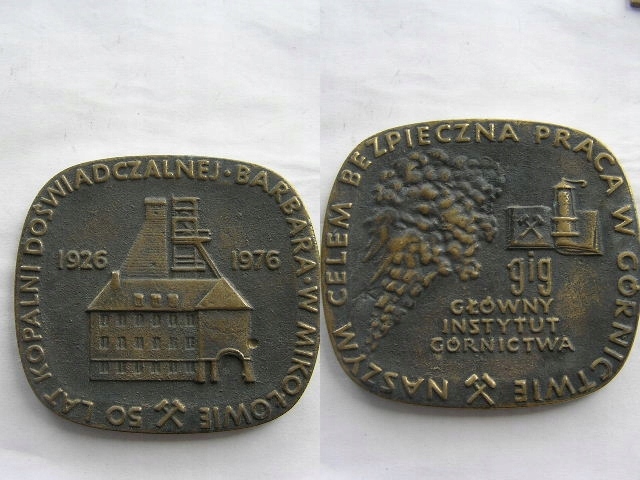 50 LAT KOPALNI DOŚWIADCZALNEJ · BARBARA · W MIKOŁOWIE
1926 1976
NASZYM CELEM BEZPIECZNA PRACA W GÓRNICTWIE
gig
GŁÓWNY
INSTYTUT
GÓRNICTWA